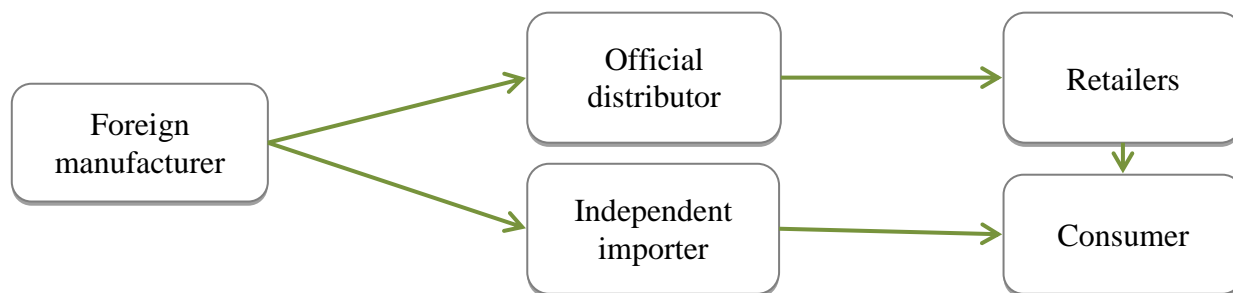 Foreign
manufacturer
Official
distributor
Retailers
Independent
importer
Consumer